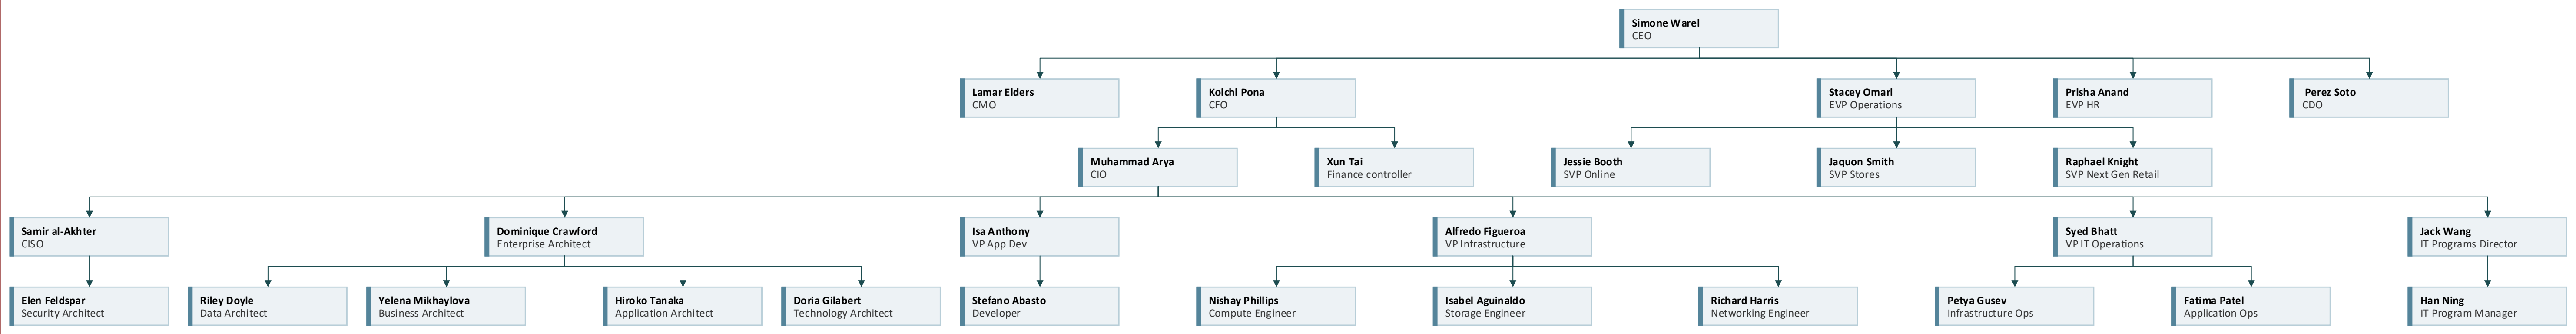 Simone Warel
CEO
Lamar Elders
CMO
Koichi Pona
CFO
Stacey Omari
EVP Operations
Prisha Anand
EVP HR
Perez Soto
CDO
Muhammad Arya
CIO
Xun Tai
Finance controller
Jessie Booth
SVP Online
Jaquon Smith
SVP Stores
Raphael Knight
SVP Next Gen Retail
Samir al-Akhter
CISO
Dominique Crawford
Enterprise Architect
Isa Anthony
VP App Dev
Alfredo Figueroa
VP Infrastructure
Syed Bhatt
VP IT Operations
Jack Wang
IT Programs Director
Elen Feldspar
Security Architect
Riley Doyle
Data Architect
Yelena Mikhaylova
Business Architect
Hiroko Tanaka
Application Architect
Doria Gilabert
Technology Architect
Stefano Abasto
Developer
Nishay Phillips
Compute Engineer
Isabel Aguinaldo
Storage Engineer
Richard Harris
Networking Engineer
Petya Gusev
Infrastructure Ops
Fatima Patel
Application Ops
Han Ning
IT Program Manager